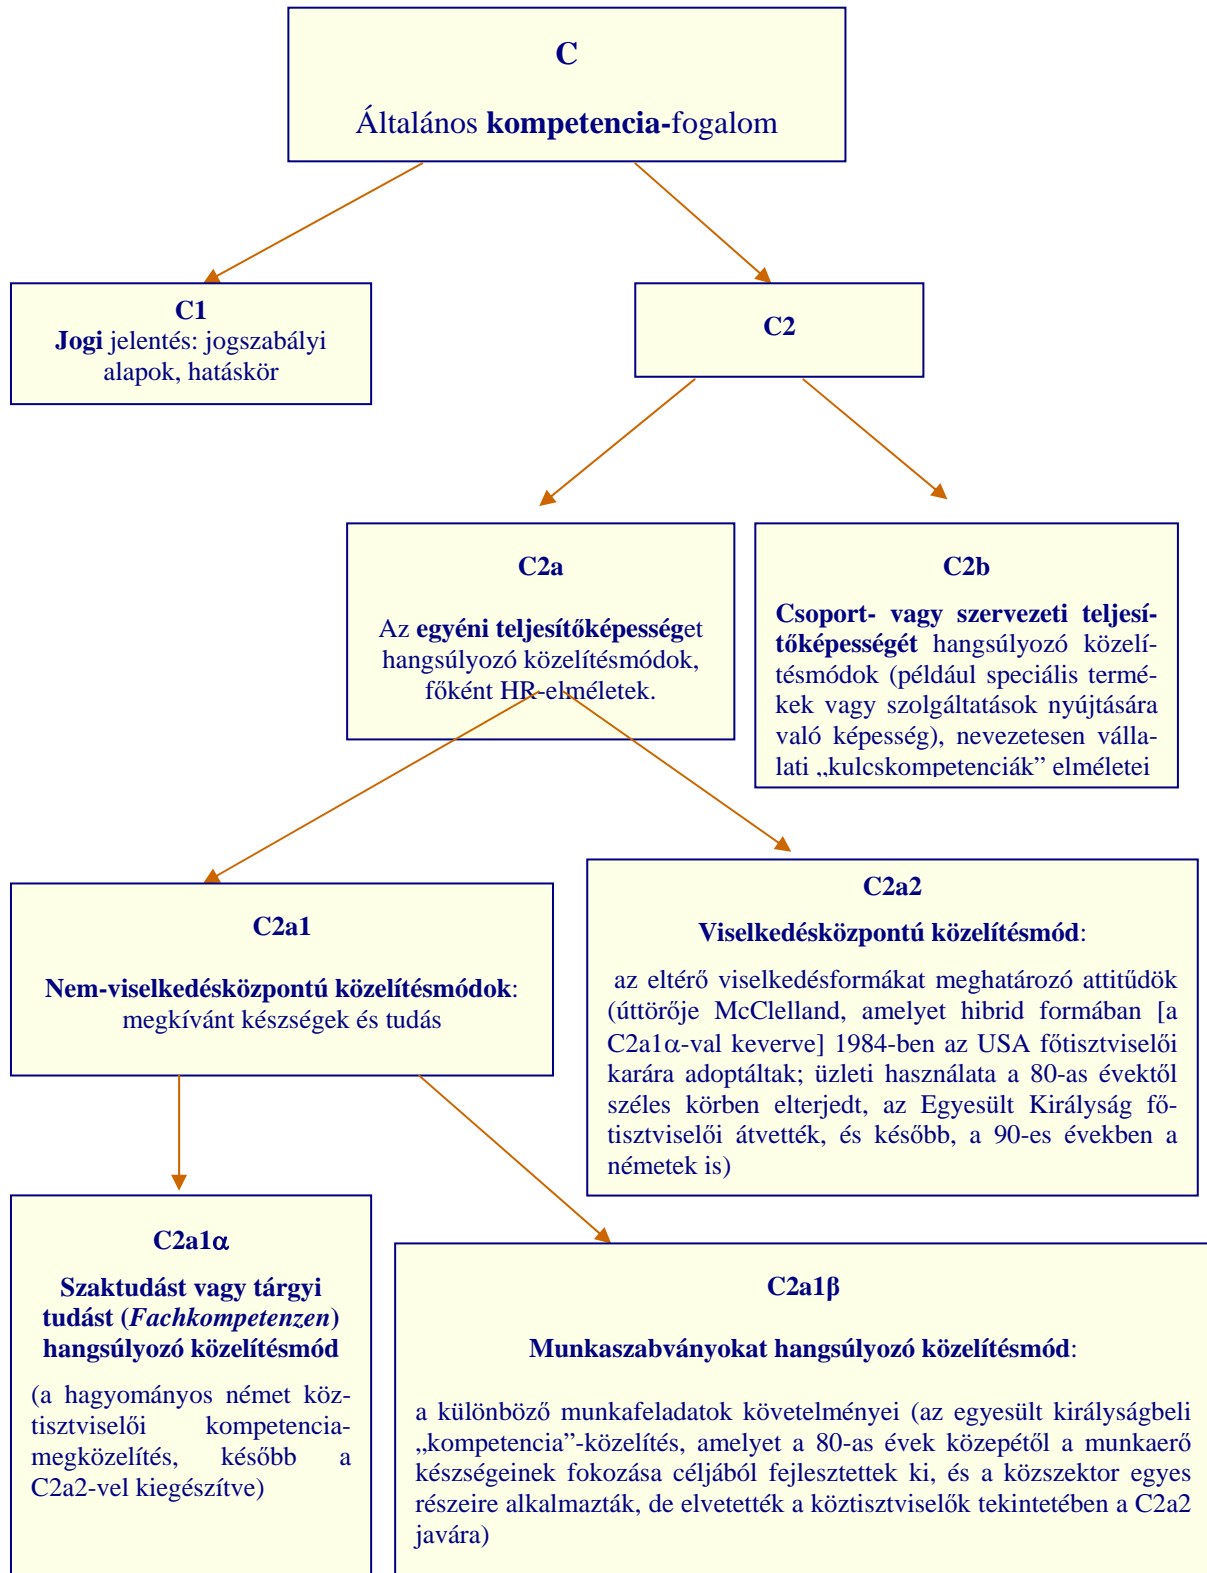 C
Általános kompetencia-fogalom
C1
Jogi jelentés: jogszabályi
alapok, hatáskör
C2
C2a
Az egyéni teljesítőképességet
hangsúlyozó közelítésmódok,
főként HR-elméletek.
C2b
Csoport- vagy szervezeti teljesí-
tőképességét hangsúlyozó közelí-
tésmódok (például speciális termé-
kek vagy szolgáltatások nyújtására
való képesség), nevezetesen válla-
lati „kulcskompetenciák” elméletei
C2a1
Nem-viselkedésközpontú közelítésmódok:
megkívánt készségek és tudás
C2a2
Viselkedésközpontú közelítésmód:
az eltérő viselkedésformákat meghatározó attitűdök
(úttörője McClelland, amelyet hibrid formában [a
C2a1α-val keverve] 1984-ben az USA főtisztviselői
karára adoptáltak; üzleti használata a 80-as évektől
széles körben elterjedt, az Egyesült Királyság fő-
tisztviselői átvették, és később, a 90-es években a
németek is)
C2a1α
Szaktudást vagy tárgyi
tudást (Fachkompetenzen)
hangsúlyozó közelítésmód
(a hagyományos német köz-
tisztviselői kompetencia-
megközelítés, később a
C2a2-vel kiegészítve)
C2a1β
Munkaszabványokat hangsúlyozó közelítésmód:
a különböző munkafeladatok követelményei (az egyesült királyságbeli
„kompetencia”-közelítés, amelyet a 80-as évek közepétől a munkaerő
készségeinek fokozása céljából fejlesztettek ki, és a közszektor egyes
részeire alkalmazták, de elvetették a köztisztviselők tekintetében a C2a2
javára)